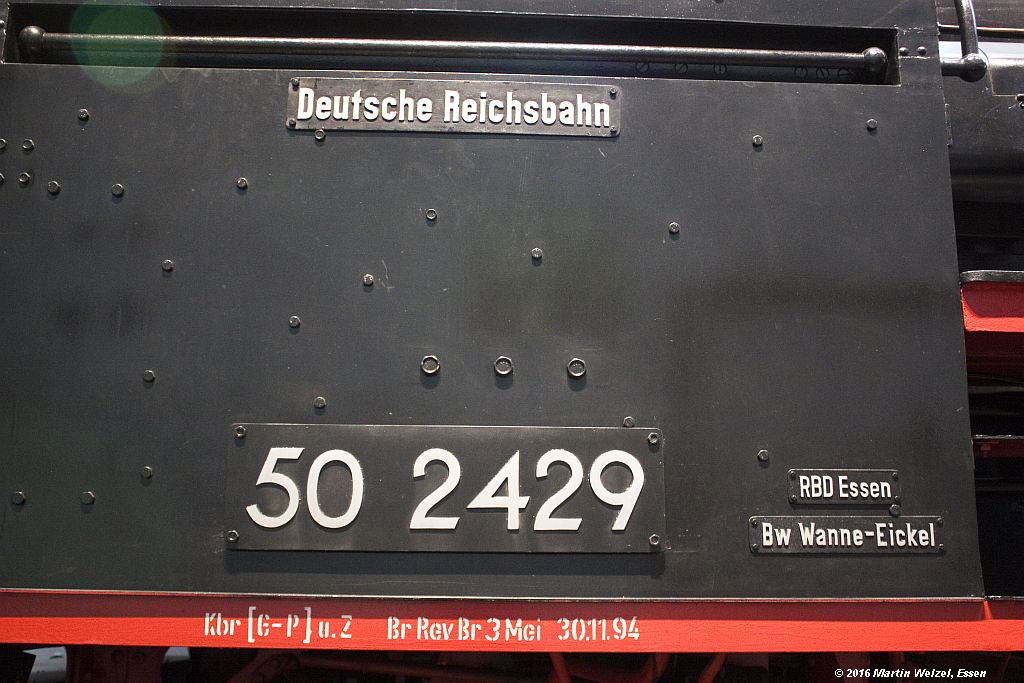 Deutsche Reichsbahn
50 2429
RBD Essen
Bw Wanne-Eickel
Kbr [G-P] u. Z Br Rev Br 3 Mei 30.11.94
© 2016 Martin Welzel, Essen